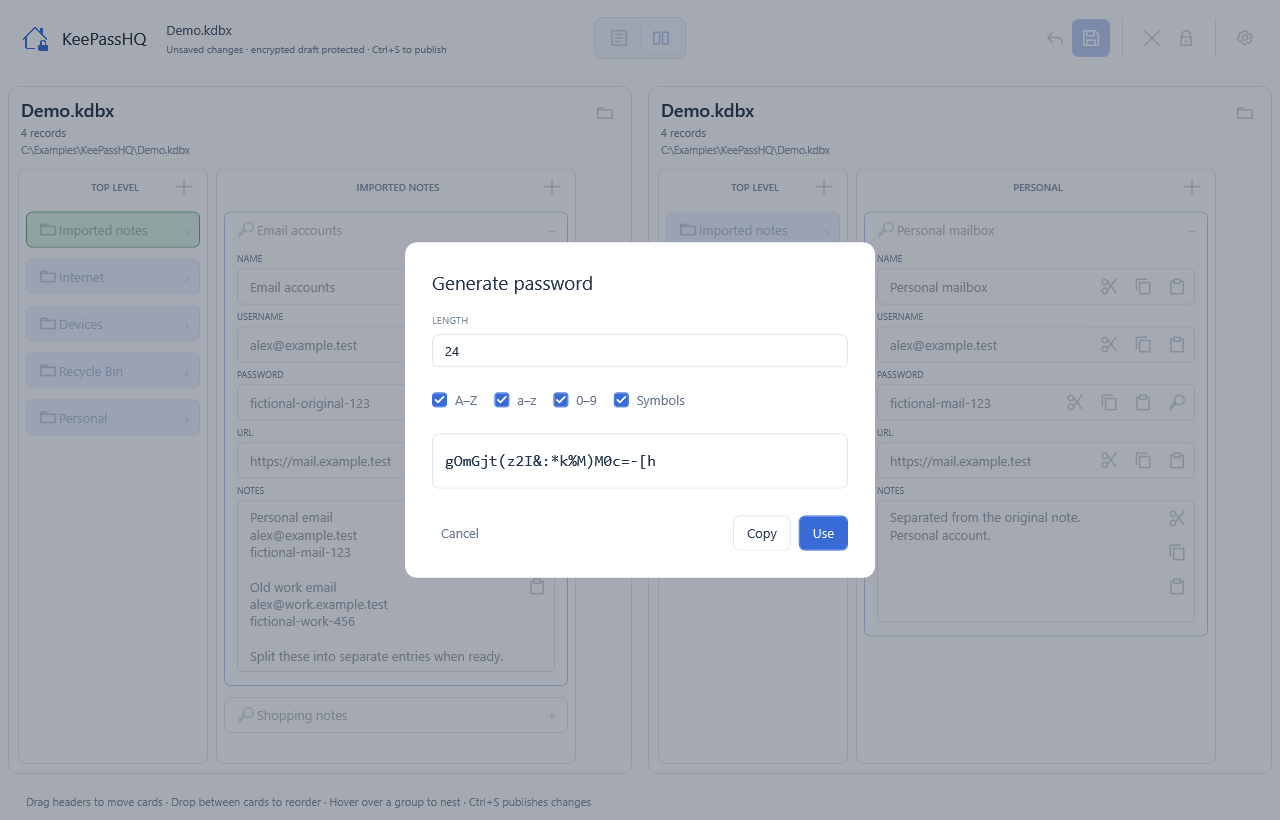 KeePassHQ
Demo.kdbx
Unsaved changes · encrypted draft protected · Ctrl+S to publish
Demo.kdbx
4 records
C:\Examples\KeePassHQ\Demo.kdbx
TOP LEVEL
Imported notes
Internet
Devices
Recycle Bin
Personal
IMPORTED NOTES
Email accounts
NAME
Email accounts
USERNAME
alex@example.test
PASSWORD
fictional-original-123
URL
https://mail.example.test
NOTES
Personal email
alex@example.test
fictional-mail-123
Old work email
alex@work.example.test
fictional-work-456
Split these into separate entries when ready.
Shopping notes
Demo.kdbx
4 records
C:\Examples\KeePassHQ\Demo.kdbx
TOP LEVEL
Imported notes
PERSONAL
Personal mailbox
NAME
Personal mailbox
USERNAME
alex@example.test
PASSWORD
fictional-mail-123
URL
https://mail.example.test
NOTES
Separated from the original note.
Personal account.
Generate password
LENGTH
24
A–Z a–z 0–9 Symbols
gOmGjt(z2I&:*k%M)M0c=-[h
Cancel Copy Use
Drag headers to move cards · Drop between cards to reorder · Hover over a group to nest · Ctrl+S publishes changes